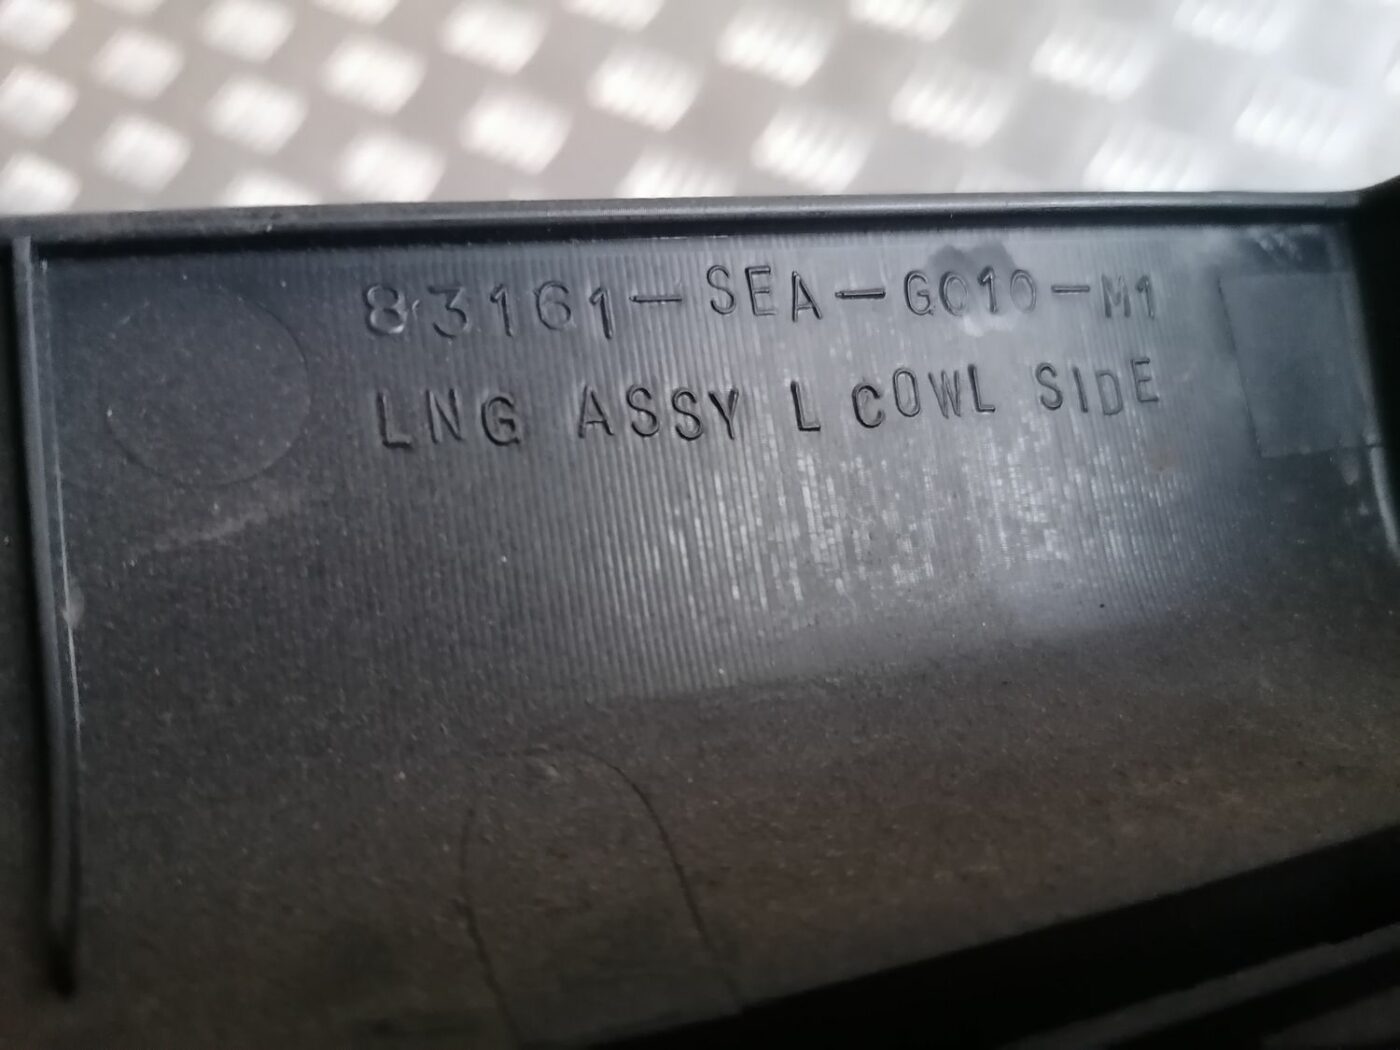 83161-SEA-G010-M1
LNG ASSY L COWL SIDE